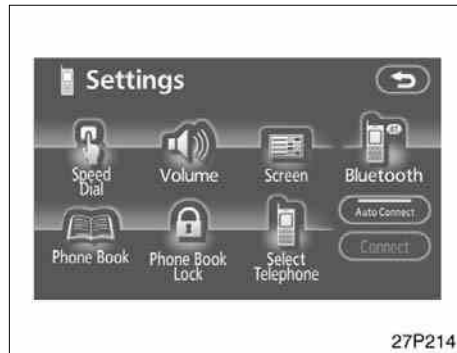 Settings
Speed
Dial
Volume
Screen
Bluetooth
Auto Connect
Connect
Phone Book
Phone Book
Lock
Select
Telephone
27P214